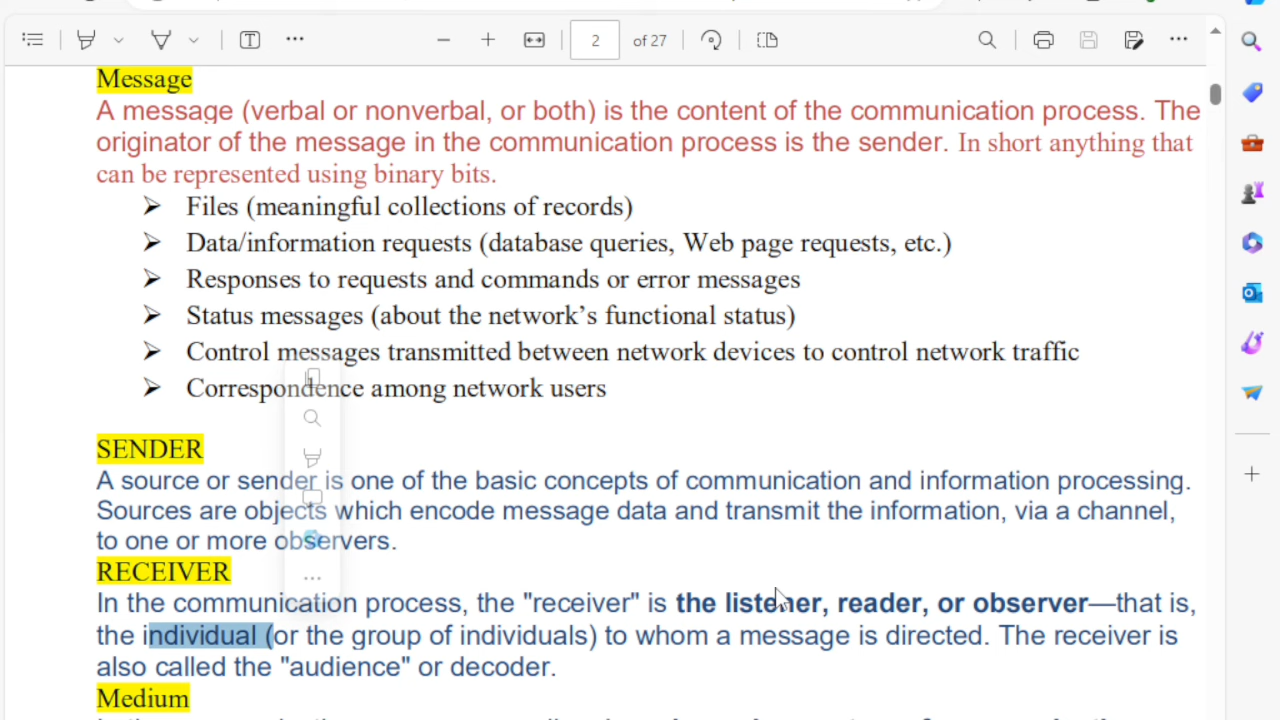 2 of 27
Message
A message (verbal or nonverbal, or both) is the content of the communication process. The
originator of the message in the communication process is the sender. In short anything that
can be represented using binary bits.
➢ Files (meaningful collections of records)
➢ Data/information requests (database queries, Web page requests, etc.)
➢ Responses to requests and commands or error messages
➢ Status messages (about the network’s functional status)
➢ Control messages transmitted between network devices to control network traffic
➢ Correspondence among network users
SENDER
A source or sender is one of the basic concepts of communication and information processing.
Sources are objects which encode message data and transmit the information, via a channel,
to one or more observers.
RECEIVER
In the communication process, the "receiver" is the listener, reader, or observer—that is,
the individual (or the group of individuals) to whom a message is directed. The receiver is
also called the "audience" or decoder.
Medium